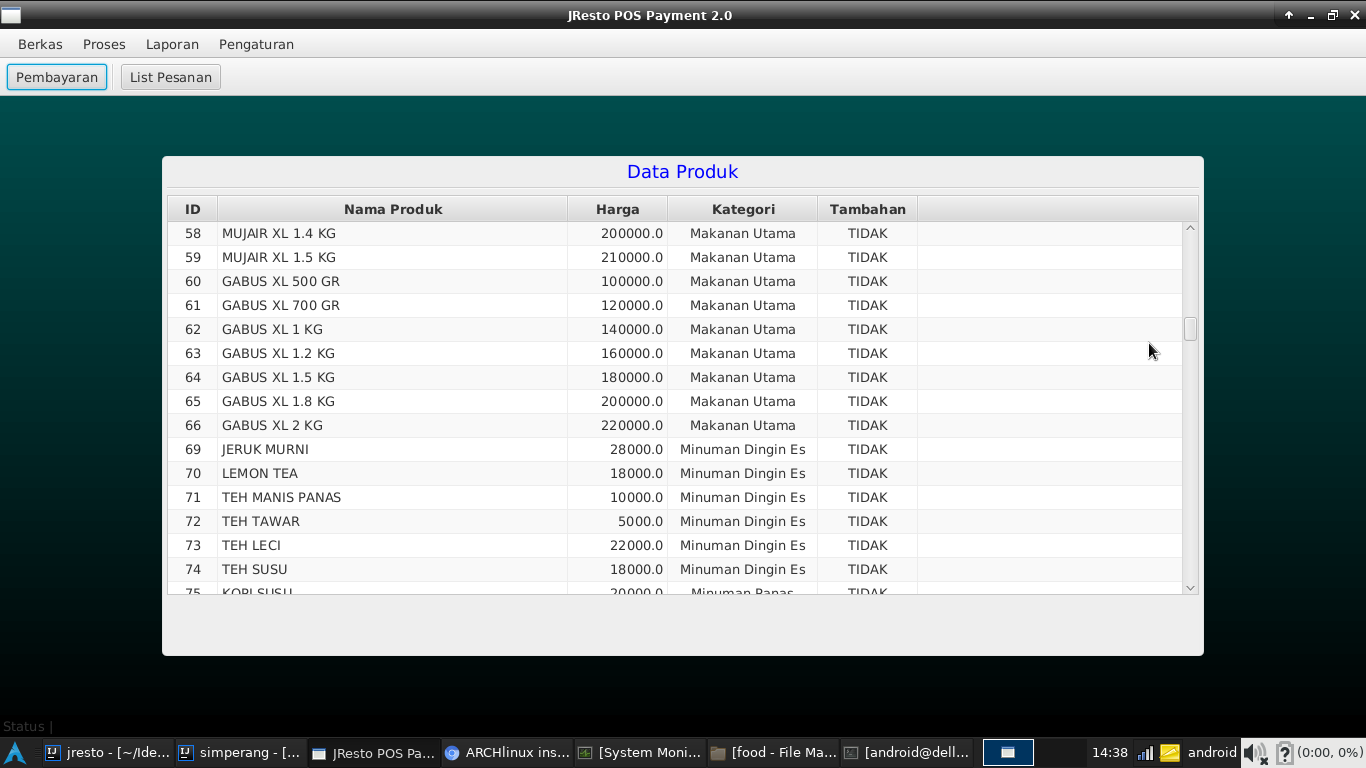 JResto POS Payment 2.0
Berkas Proses Laporan Pengaturan
Pembayaran List Pesanan
Data Produk
ID Nama Produk Harga Kategori Tambahan
58 MUJAIR XL 1.4 KG 200000.0 Makanan Utama TIDAK
59 MUJAIR XL 1.5 KG 210000.0 Makanan Utama TIDAK
60 GABUS XL 500 GR 100000.0 Makanan Utama TIDAK
61 GABUS XL 700 GR 120000.0 Makanan Utama TIDAK
62 GABUS XL 1 KG 140000.0 Makanan Utama TIDAK
63 GABUS XL 1.2 KG 160000.0 Makanan Utama TIDAK
64 GABUS XL 1.5 KG 180000.0 Makanan Utama TIDAK
65 GABUS XL 1.8 KG 200000.0 Makanan Utama TIDAK
66 GABUS XL 2 KG 220000.0 Makanan Utama TIDAK
69 JERUK MURNI 28000.0 Minuman Dingin Es TIDAK
70 LEMON TEA 18000.0 Minuman Dingin Es TIDAK
71 TEH MANIS PANAS 10000.0 Minuman Dingin Es TIDAK
72 TEH TAWAR 5000.0 Minuman Dingin Es TIDAK
73 TEH LECI 22000.0 Minuman Dingin Es TIDAK
74 TEH SUSU 18000.0 Minuman Dingin Es TIDAK
75 KOPI SUSU 20000.0 Minuman Panas TIDAK
Status |
jresto - [~/Ide... simperang - [... JResto POS Pa... ARCHlinux ins... [System Moni... [food - File Ma... [android@dell... 14:38 android (0:00, 0%)